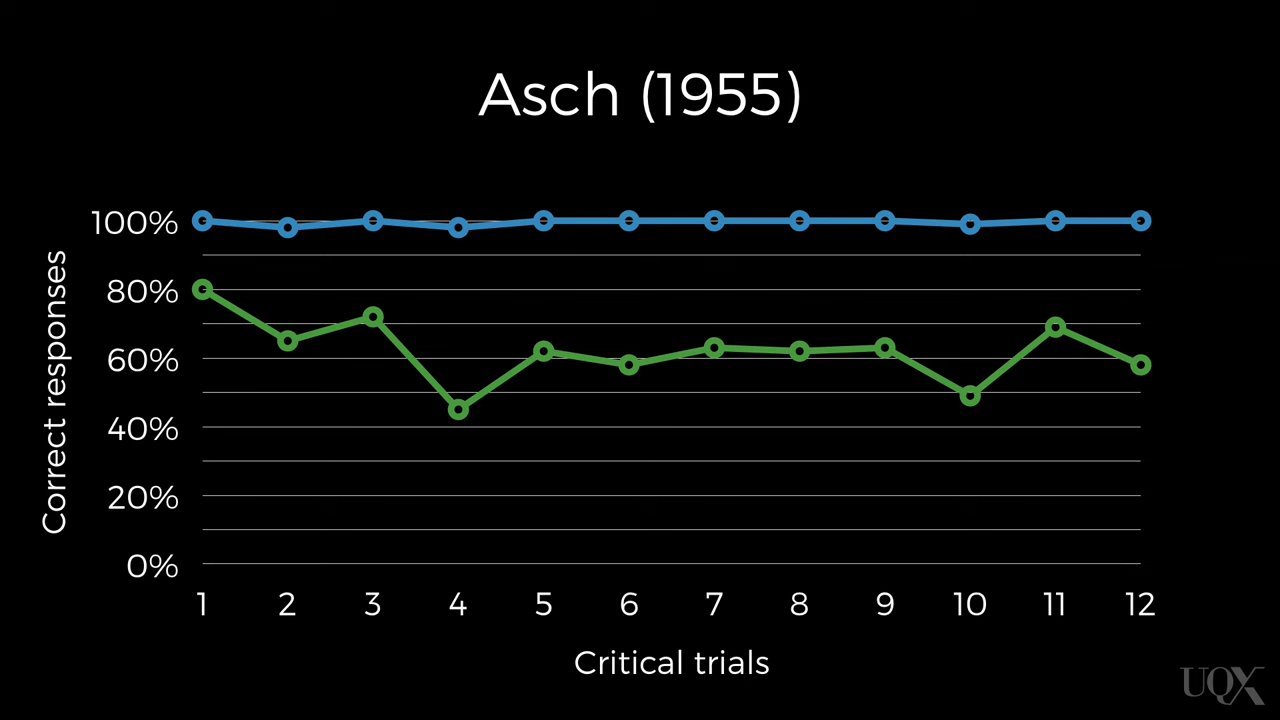 Asch (1955)
100%
80%
60%
40%
20%
0%
Correct responses
1 2 3 4 5 6 7 8 9 10 11 12
Critical trials
UQX